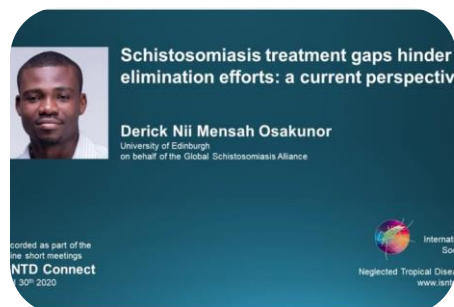 Schistosomiasis treatment gaps hinder
elimination efforts: a current perspectiv
Derick Nii Mensah Osakunor
University of Edinburgh
on behalf of the Global Schistosomiasis Alliance
corded as part of the
ine short meetings
NTD Connect
30th 2020
Internat
So
Neglected Tropical Disea
www.isnt